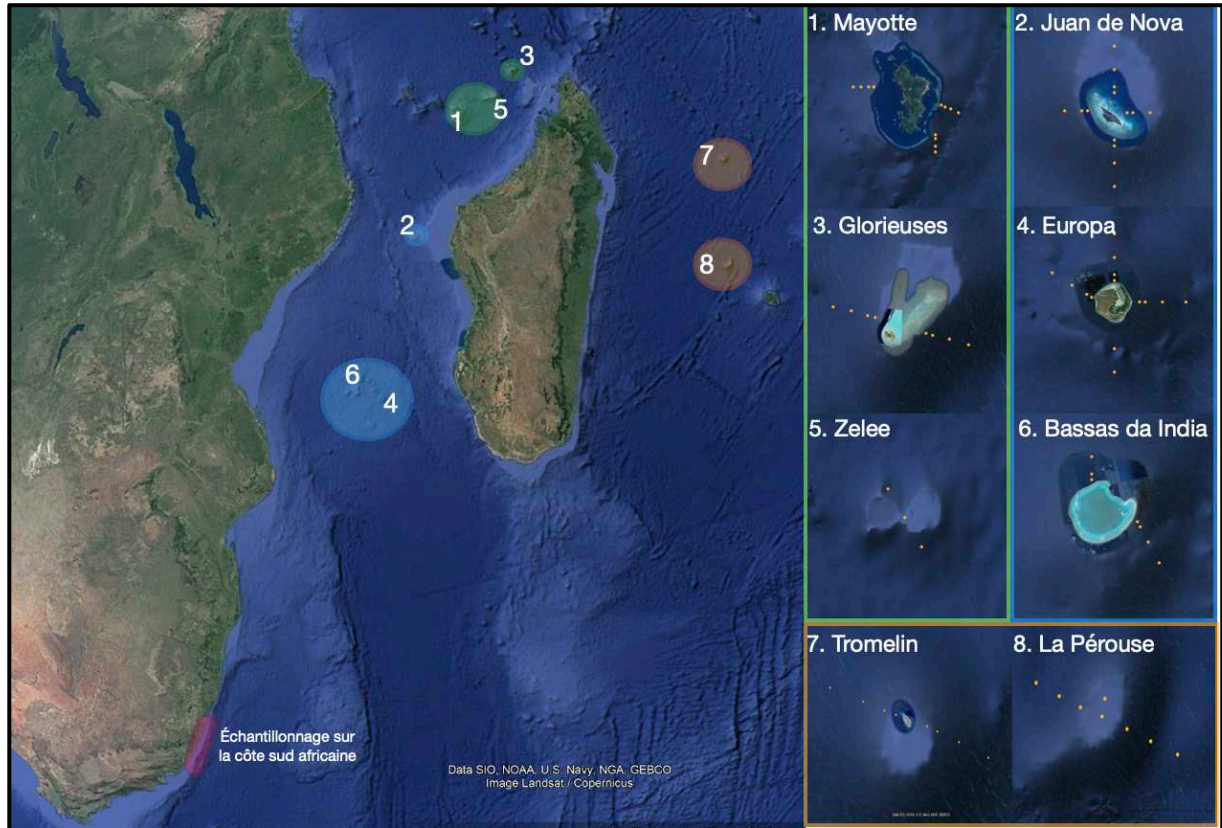 3
1
5
7
2
8
6
4
Échantillonnage sur
la côte sud africaine
Data SIO, NOAA, U.S. Navy, NGA, GEBCO
Image Landsat / Copernicus
1. Mayotte
2. Juan de Nova
3. Glorieuses
4. Europa
5. Zelee
6. Bassas da India
7. Tromelin
8. La Pérouse